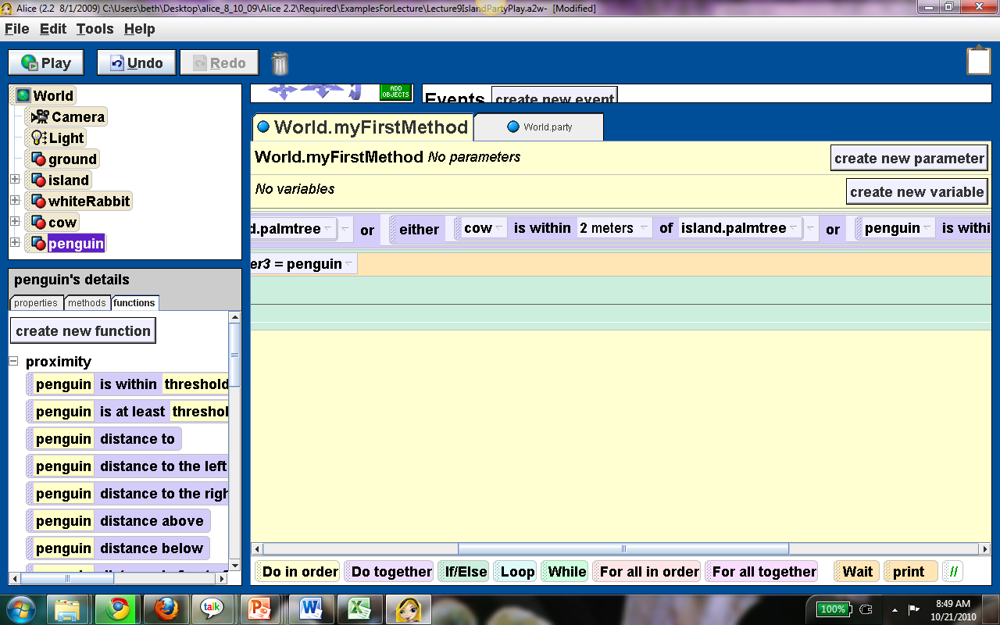 Alice (2.2 8/1/2009) C:\Users\beth\Desktop\alice_8_10_09\Alice 2.2\Required\ExamplesForLecture\Lecture9IslandPartyPlay.a2w- [Modified]
File Edit Tools Help
Play Undo Redo
World
Camera
Light
ground
island
whiteRabbit
cow
penguin
ADD OBJECTS
Events create new event
World.myFirstMethod World.party
World.myFirstMethod No parameters create new parameter
No variables create new variable
d.palmtree or either cow is within 2 meters of island.palmtree or penguin is withi
er3 = penguin
penguin's details
properties methods functions
create new function
proximity
penguin is within threshold
penguin is at least threshol
penguin distance to
penguin distance to the left
penguin distance to the righ
penguin distance above
penguin distance below
Do in order Do together If/Else Loop While For all in order For all together Wait print //
talk
100%
8:49 AM
10/21/2010